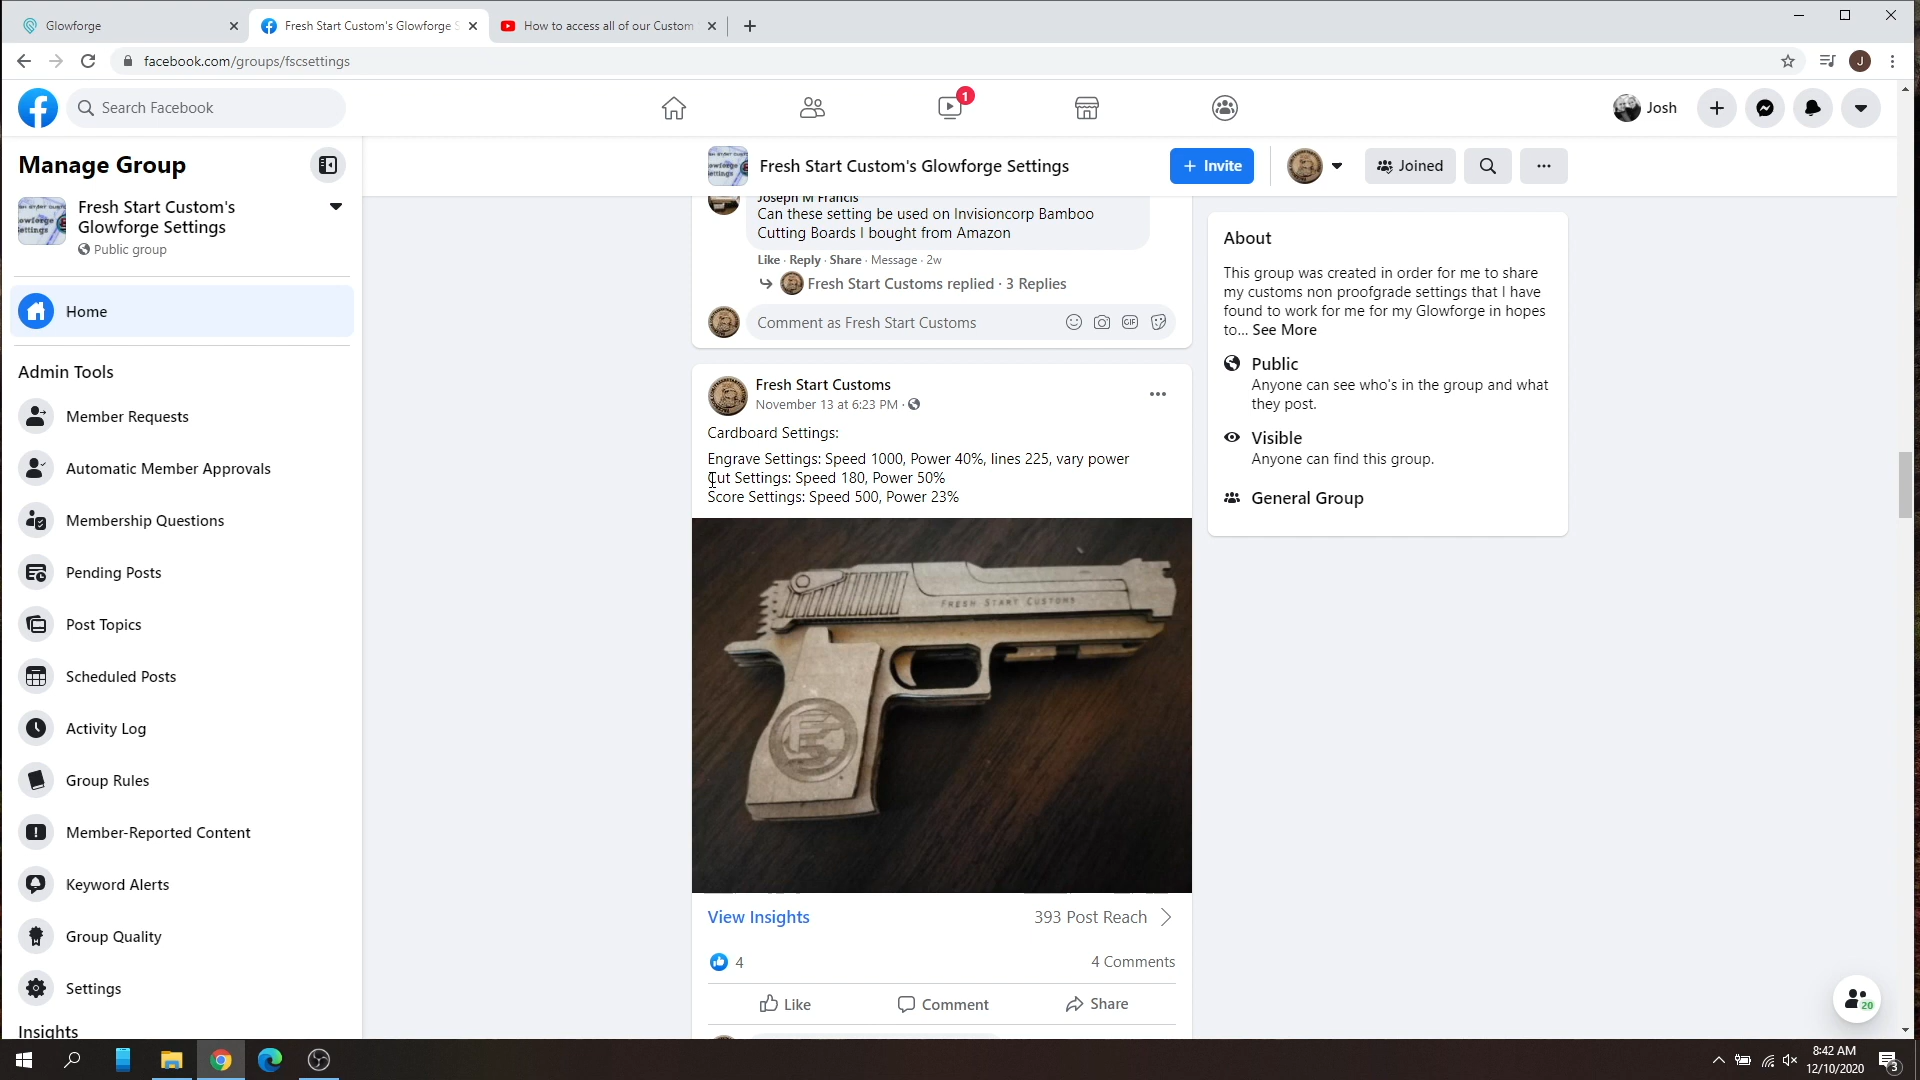 Glowforge
Fresh Start Custom's Glowforge S
How to access all of our Custom
facebook.com/groups/fscsettings
J
Search Facebook
1
Josh
Manage Group
Fresh Start Custom's
Glowforge Settings
Public group
Home
Admin Tools
Member Requests
Automatic Member Approvals
Membership Questions
Pending Posts
Post Topics
Scheduled Posts
Activity Log
Group Rules
Member-Reported Content
Keyword Alerts
Group Quality
Settings
Insights
Fresh Start Custom's Glowforge Settings
+ Invite
Joined
Joseph M Francis
Can these setting be used on Invisioncorp Bamboo
Cutting Boards I bought from Amazon
Like · Reply · Share · Message · 2w
Fresh Start Customs replied · 3 Replies
Comment as Fresh Start Customs
GIF
Fresh Start Customs
November 13 at 6:23 PM ·
Cardboard Settings:
Engrave Settings: Speed 1000, Power 40%, lines 225, vary power
Cut Settings: Speed 180, Power 50%
Score Settings: Speed 500, Power 23%
FRESH START CUSTOMS
View Insights
393 Post Reach
4
4 Comments
Like
Comment
Share
About
This group was created in order for me to share
my customs non proofgrade settings that I have
found to work for me for my Glowforge in hopes
to... See More
Public
Anyone can see who's in the group and what
they post.
Visible
Anyone can find this group.
General Group
20
8:42 AM
12/10/2020
3